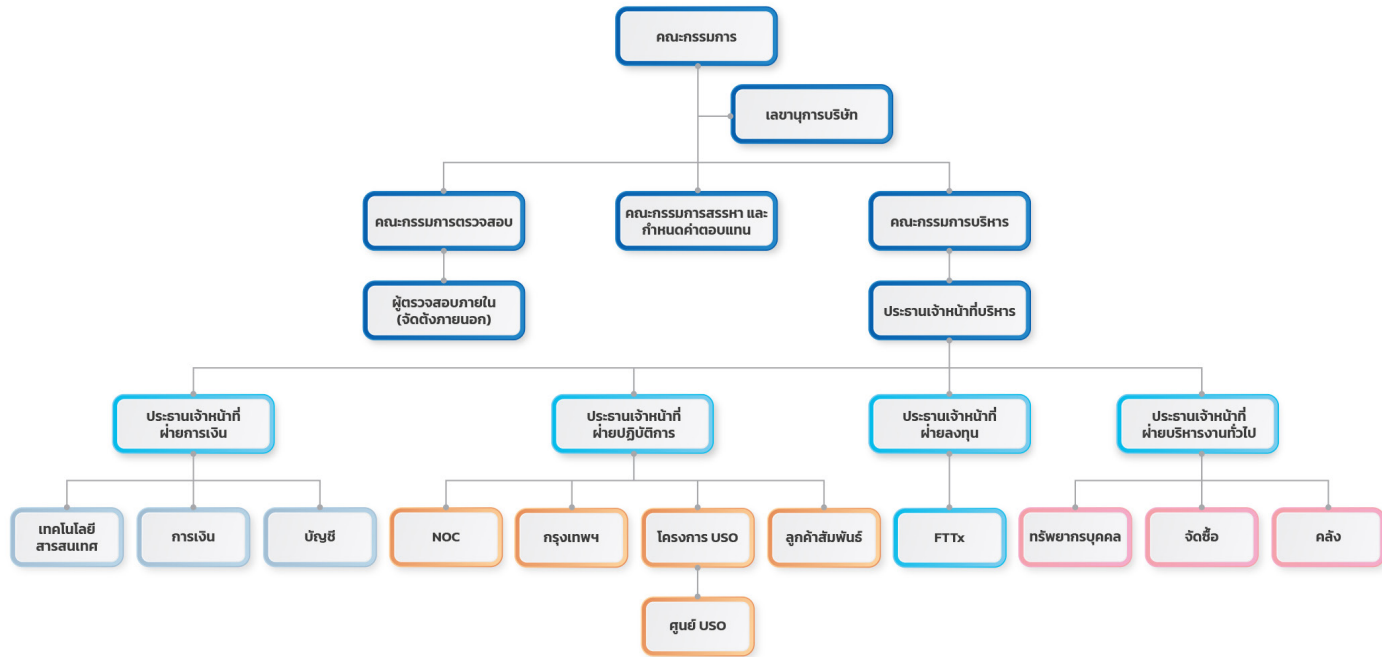 คณะกรรมการ
เลขานุการบริษัท
คณะกรรมการตรวจสอบ
คณะกรรมการสรรหา และ
กำหนดค่าตอบแทน
คณะกรรมการบริหาร
ผู้ตรวจสอบภายใน
(จัดตั้งภายนอก)
ประธานเจ้าหน้าที่บริหาร
ประธานเจ้าหน้าที่
ฝ่ายการเงิน
ประธานเจ้าหน้าที่
ฝ่ายปฏิบัติการ
ประธานเจ้าหน้าที่
ฝ่ายลงทุน
ประธานเจ้าหน้าที่
ฝ่ายบริหารงานทั่วไป
เทคโนโลยี
สารสนเทศ
การเงิน
บัญชี
NOC
กรุงเทพฯ
โครงการ USO
ลูกค้าสัมพันธ์
FTTx
ทรัพยากรบุคคล
จัดซื้อ
คลัง
ศูนย์ USO